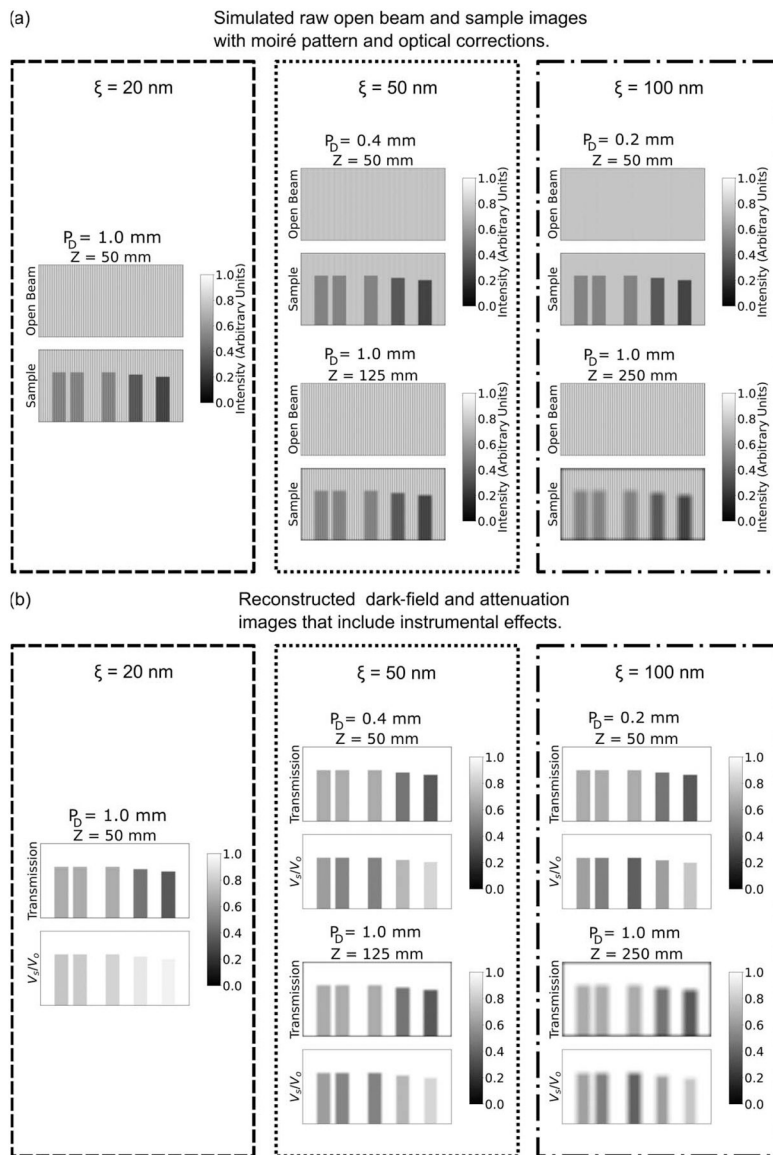 (a)
Simulated raw open beam and sample images
with moiré pattern and optical corrections.
ξ = 20 nm
P_D = 1.0 mm
Z = 50 mm
Open Beam
Sample
1.0
0.8
0.6
0.4
0.2
0.0
Intensity (Arbitrary Units)
ξ = 50 nm
P_D = 0.4 mm
Z = 50 mm
Open Beam
Sample
1.0
0.8
0.6
0.4
0.2
0.0
Intensity (Arbitrary Units)
P_D = 1.0 mm
Z = 125 mm
Open Beam
Sample
1.0
0.8
0.6
0.4
0.2
0.0
Intensity (Arbitrary Units)
ξ = 100 nm
P_D = 0.2 mm
Z = 50 mm
Open Beam
Sample
1.0
0.8
0.6
0.4
0.2
0.0
Intensity (Arbitrary Units)
P_D = 1.0 mm
Z = 250 mm
Open Beam
Sample
1.0
0.8
0.6
0.4
0.2
0.0
Intensity (Arbitrary Units)
(b)
Reconstructed dark-field and attenuation
images that include instrumental effects.
ξ = 20 nm
P_D = 1.0 mm
Z = 50 mm
Transmission
V_s/V_o
1.0
0.8
0.6
0.4
0.2
0.0
ξ = 50 nm
P_D = 0.4 mm
Z = 50 mm
Transmission
V_s/V_o
1.0
0.8
0.6
0.4
0.2
0.0
P_D = 1.0 mm
Z = 125 mm
Transmission
V_s/V_o
1.0
0.8
0.6
0.4
0.2
0.0
ξ = 100 nm
P_D = 0.2 mm
Z = 50 mm
Transmission
V_s/V_o
1.0
0.8
0.6
0.4
0.2
0.0
P_D = 1.0 mm
Z = 250 mm
Transmission
V_s/V_o
1.0
0.8
0.6
0.4
0.2
0.0